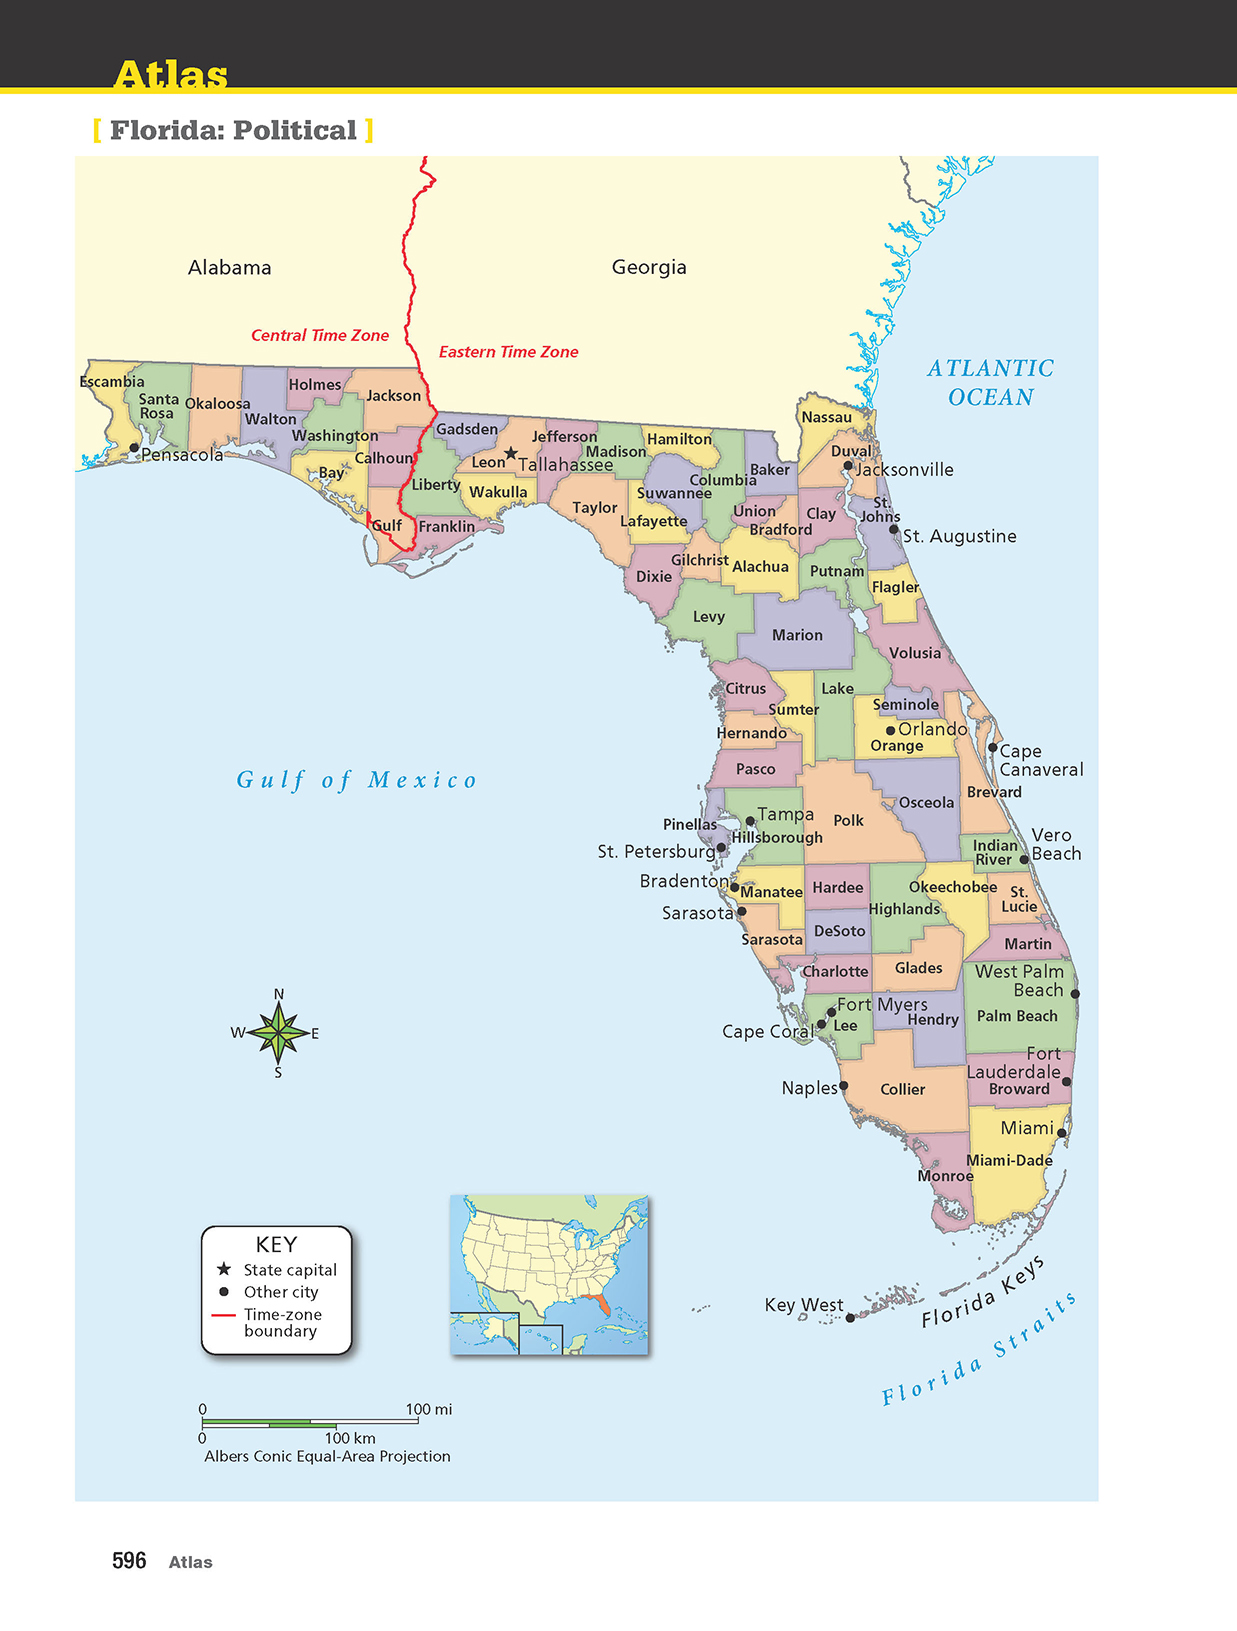 Atlas
[ Florida: Political ]
Alabama
Georgia
Central Time Zone
Eastern Time Zone
ATLANTIC
OCEAN
Escambia
Santa
Rosa
Okaloosa
Walton
Holmes
Washington
Jackson
Bay
Calhoun
Gulf
Pensacola
Gadsden
Liberty
Franklin
Leon
Tallahassee
Wakulla
Jefferson
Madison
Taylor
Hamilton
Suwannee
Lafayette
Columbia
Baker
Nassau
Duval
Jacksonville
Union
Bradford
Clay
St.
Johns
St. Augustine
Dixie
Gilchrist
Alachua
Putnam
Flagler
Levy
Marion
Volusia
Citrus
Sumter
Lake
Seminole
Orlando
Orange
Hernando
Pasco
Cape
Canaveral
Brevard
Gulf of Mexico
Osceola
Polk
Tampa
Pinellas
Hillsborough
St. Petersburg
Vero
Beach
Indian
River
Bradenton
Manatee
Hardee
Okeechobee
St.
Lucie
Highlands
Sarasota
Sarasota
DeSoto
Martin
Charlotte
Glades
West Palm
Beach
Palm Beach
Fort Myers
Hendry
Cape Coral
Lee
Fort
Lauderdale
Broward
Naples
Collier
Miami
Miami-Dade
Monroe
Key West
Florida Keys
Florida Straits
N
W
E
S
KEY
State capital
Other city
Time-zone
boundary
0
100 mi
0
100 km
Albers Conic Equal-Area Projection
596 Atlas